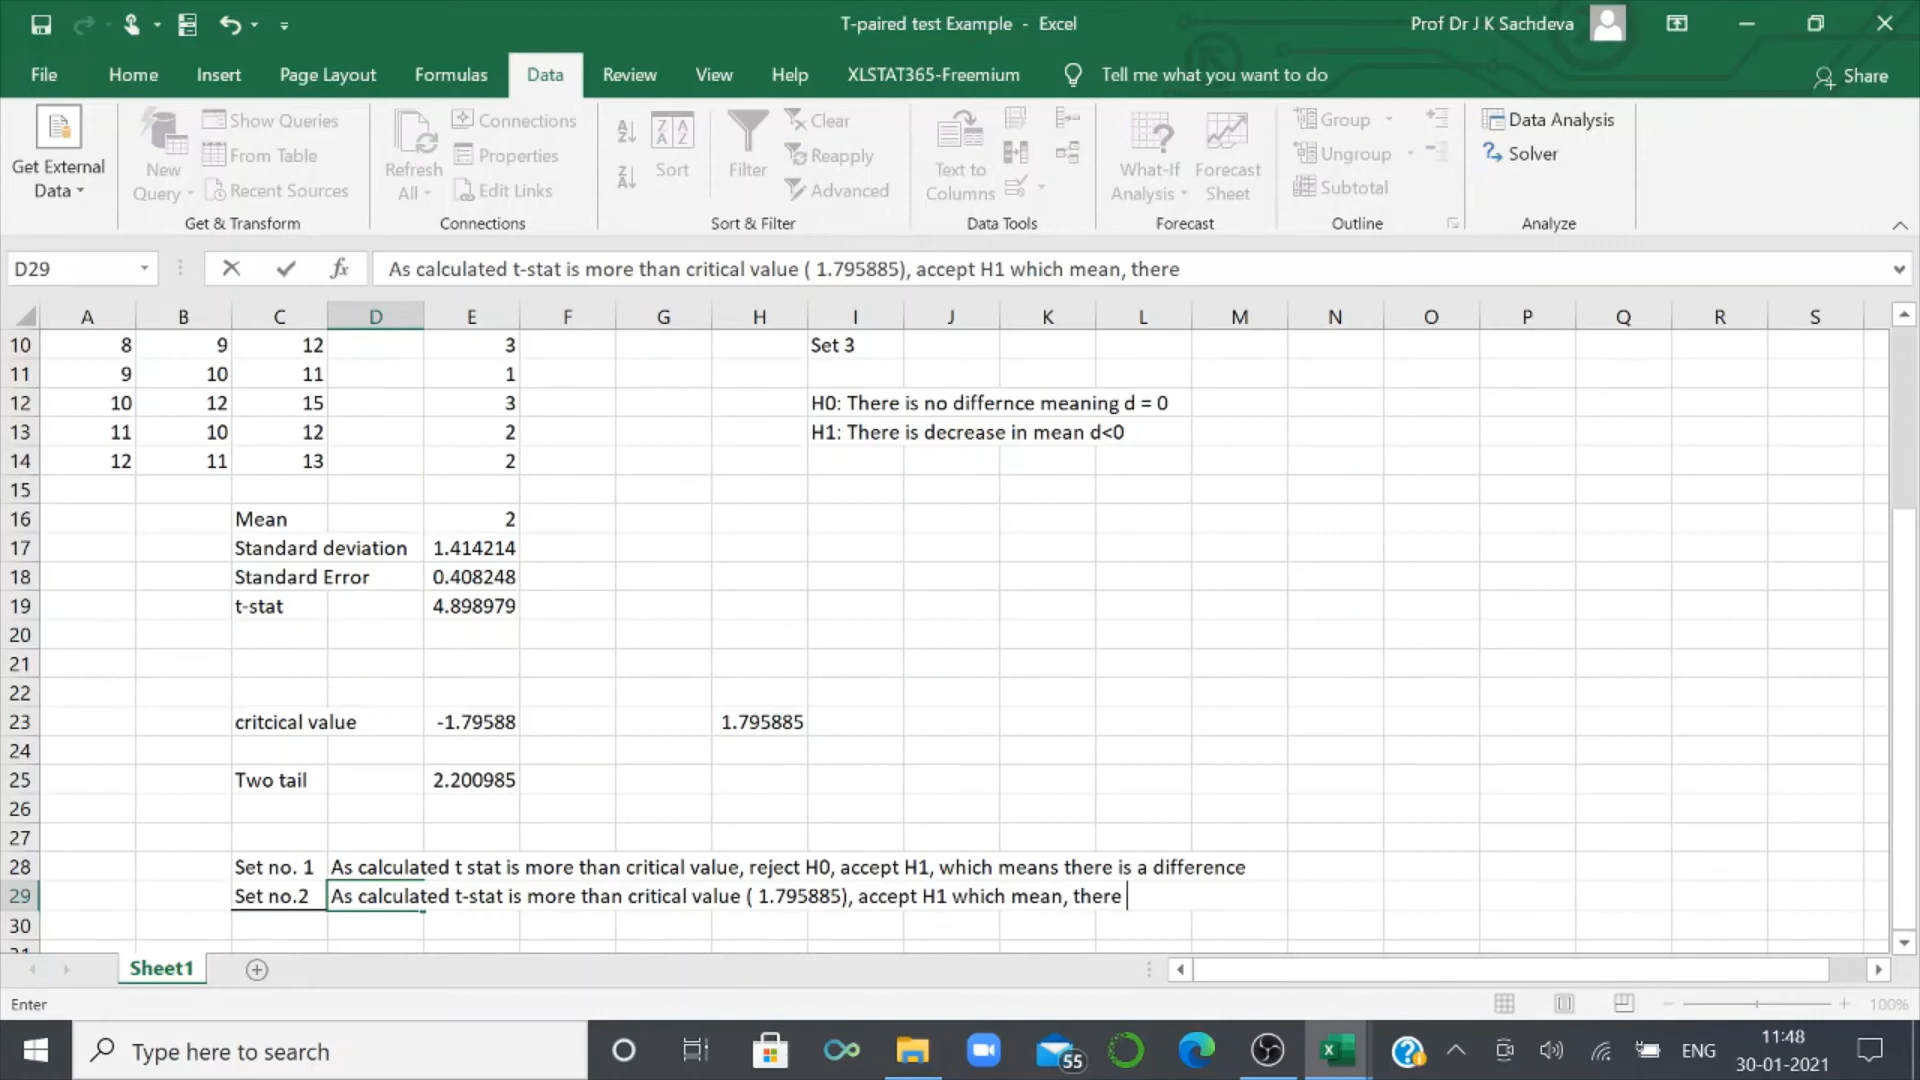 T-paired test Example - Excel
Prof Dr J K Sachdeva
File Home Insert Page Layout Formulas Data Review View Help XLSTAT365-Freemium Tell me what you want to do Share
Get External Data
New Query
Show Queries
From Table
Recent Sources
Get & Transform
Refresh All
Connections
Properties
Edit Links
Connections
Sort
Filter
Clear
Reapply
Advanced
Sort & Filter
Text to Columns
Data Tools
What-If Analysis
Forecast Sheet
Forecast
Group
Ungroup
Subtotal
Outline
Data Analysis
Solver
Analyze
D29 fx As calculated t-stat is more than critical value ( 1.795885), accept H1 which mean, there
A B C D E F G H I J K L M N O P Q R S
10 8 9 12 3 Set 3
11 9 10 11 1
12 10 12 15 3 H0: There is no differnce meaning d = 0
13 11 10 12 2 H1: There is decrease in mean d<0
14 12 11 13 2
15
16 Mean 2
17 Standard deviation 1.414214
18 Standard Error 0.408248
19 t-stat 4.898979
20
21
22
23 critcical value -1.79588 1.795885
24
25 Two tail 2.200985
26
27
28 Set no. 1 As calculated t stat is more than critical value, reject H0, accept H1, which means there is a difference
29 Set no.2 As calculated t-stat is more than critical value ( 1.795885), accept H1 which mean, there
30
Sheet1
Enter 100%
Type here to search
55
ENG
11:48
30-01-2021